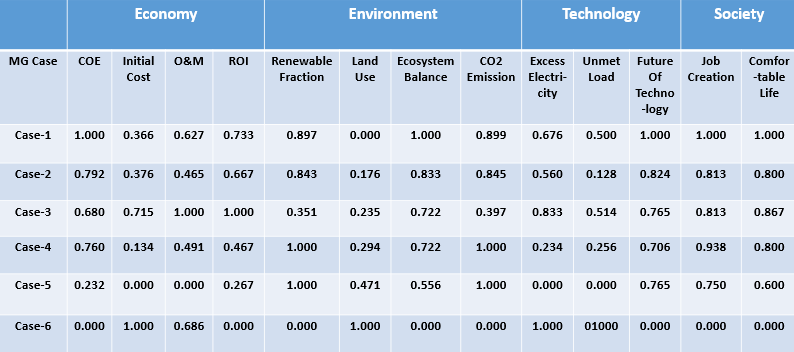 Economy Environment Technology Society
MG Case COE Initial Cost O&M ROI Renewable Fraction Land Use Ecosystem Balance CO2 Emission Excess Electri-city Unmet Load Future Of Techno-logy Job Creation Comfor-table Life
Case-1 1.000 0.366 0.627 0.733 0.897 0.000 1.000 0.899 0.676 0.500 1.000 1.000 1.000
Case-2 0.792 0.376 0.465 0.667 0.843 0.176 0.833 0.845 0.560 0.128 0.824 0.813 0.800
Case-3 0.680 0.715 1.000 1.000 0.351 0.235 0.722 0.397 0.833 0.514 0.765 0.813 0.867
Case-4 0.760 0.134 0.491 0.467 1.000 0.294 0.722 1.000 0.234 0.256 0.706 0.938 0.800
Case-5 0.232 0.000 0.000 0.267 1.000 0.471 0.556 1.000 0.000 0.000 0.765 0.750 0.600
Case-6 0.000 1.000 0.686 0.000 0.000 1.000 0.000 0.000 1.000 01000 0.000 0.000 0.000